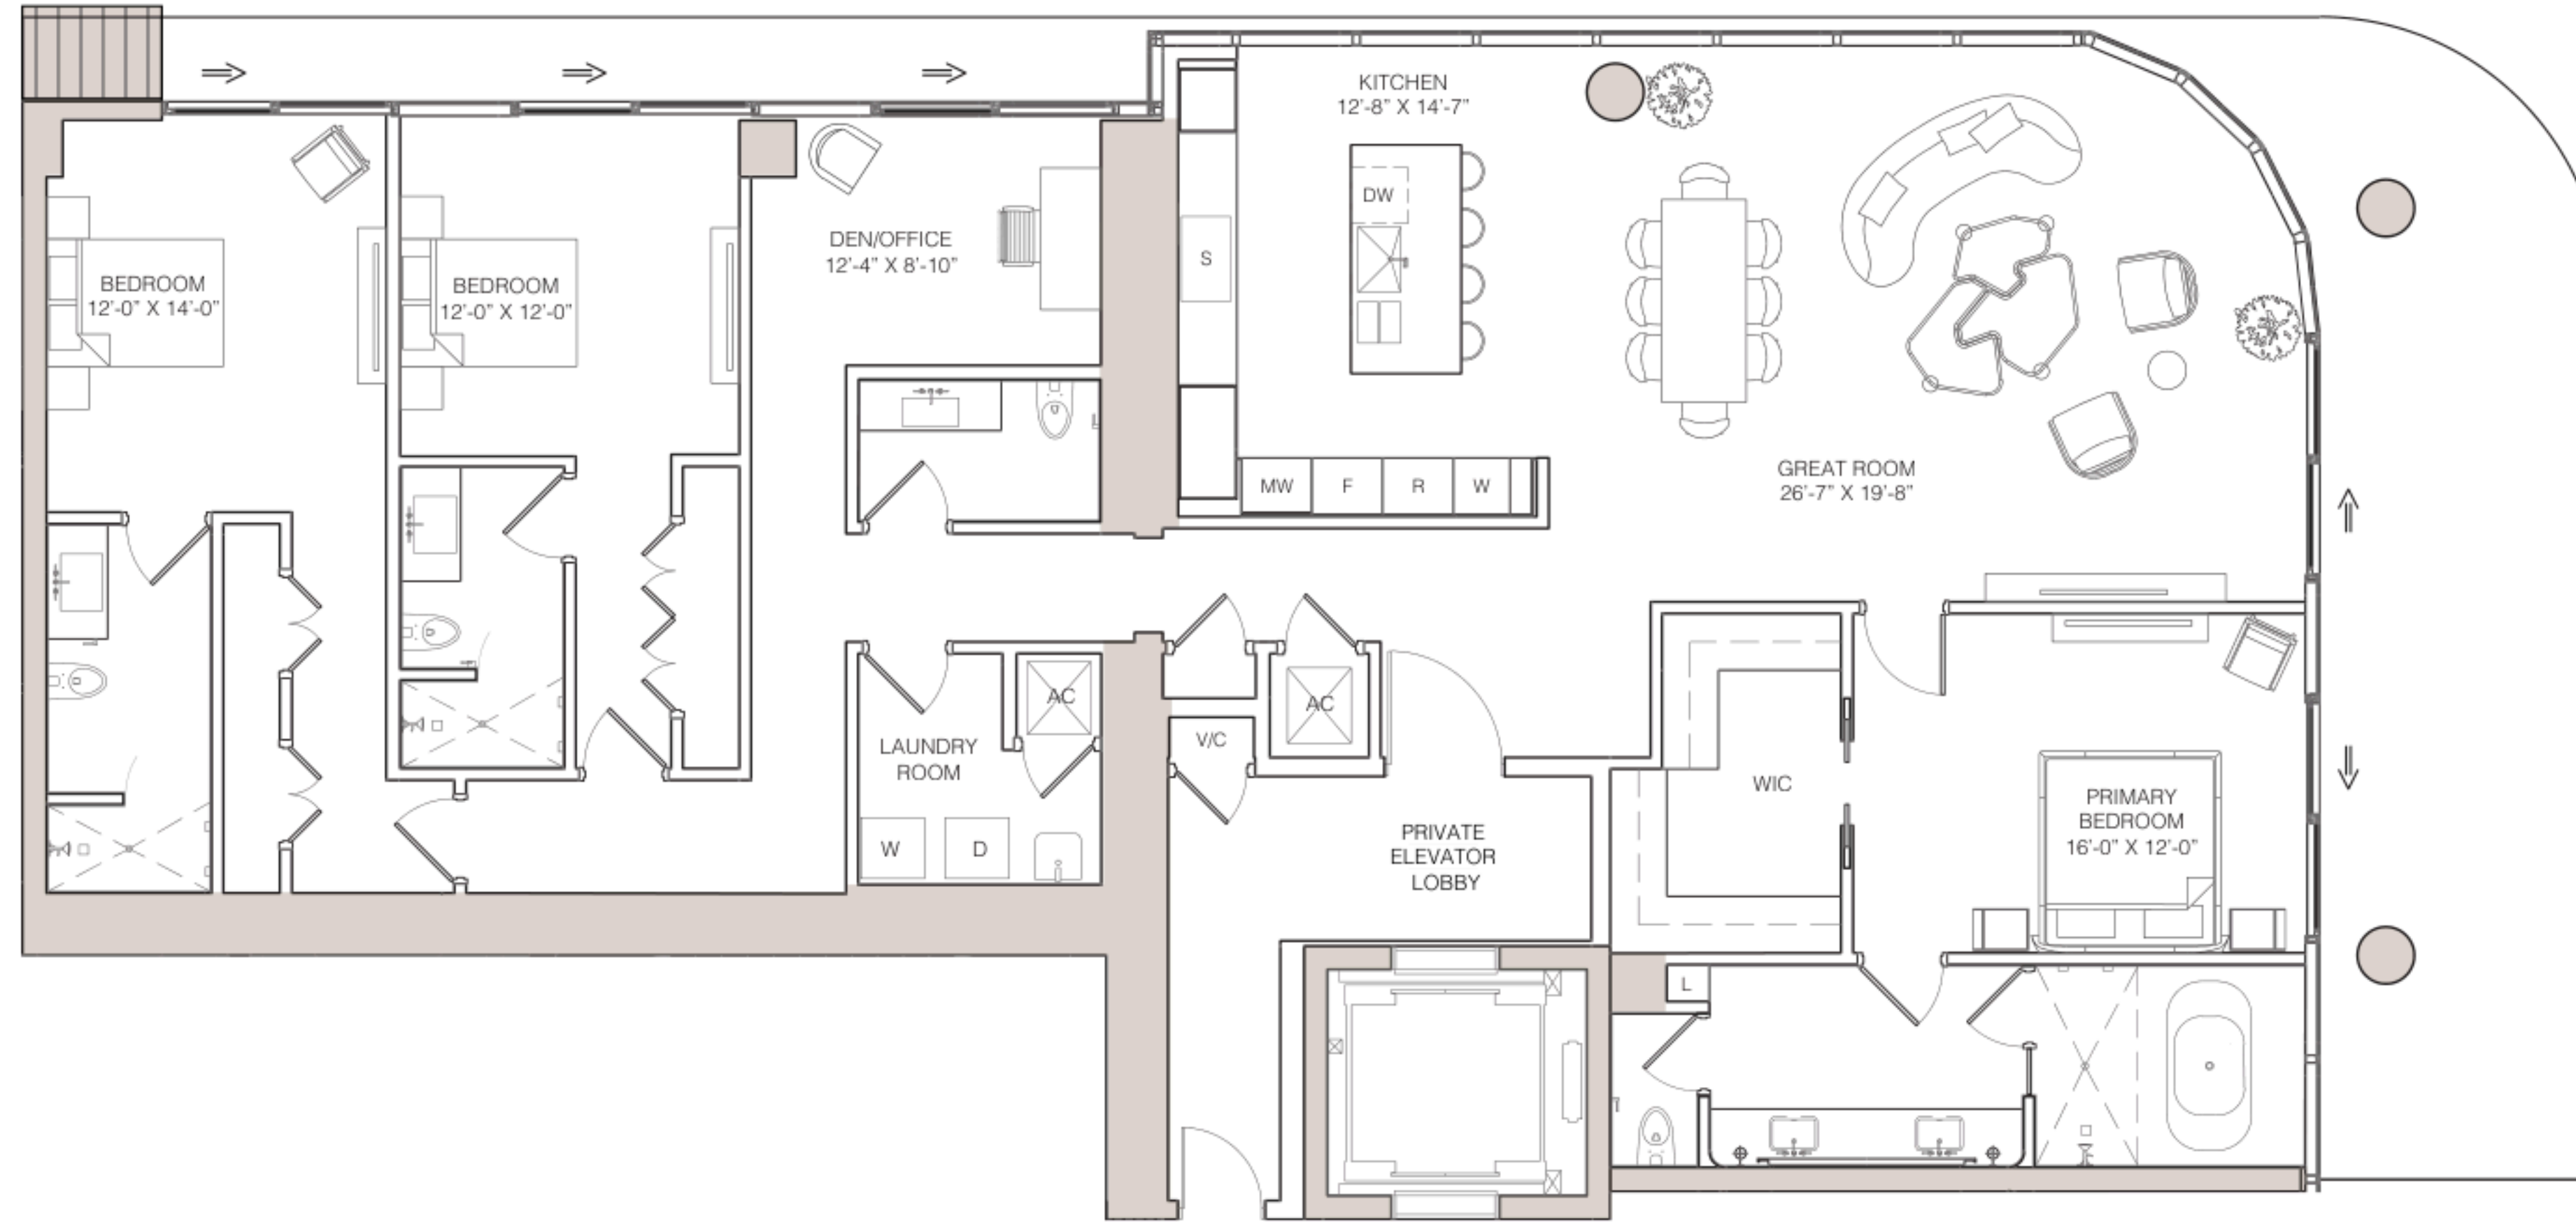 KITCHEN
12'-8" X 14'-7"
DW
DEN/OFFICE
12'-4" X 8'-10"
S
BEDROOM
12'-0" X 14'-0"
BEDROOM
12'-0" X 12'-0"
MW
F
R
W
GREAT ROOM
26'-7" X 19'-8"
AC
AC
V/C
LAUNDRY
ROOM
W
D
PRIVATE
ELEVATOR
LOBBY
WIC
PRIMARY
BEDROOM
16'-0" X 12'-0"
L